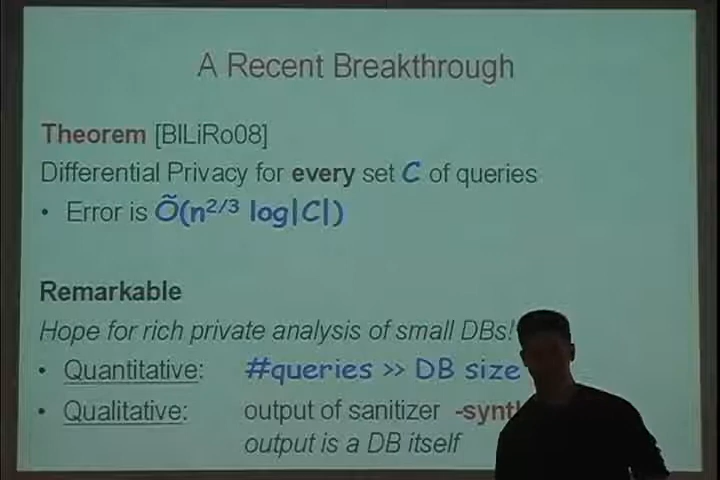 A Recent Breakthrough
Theorem [BlLiRo08]
Differential Privacy for every set C of queries
• Error is Õ(n^2/3 log|C|)
Remarkable
Hope for rich private analysis of small DBs!
• Quantitative: #queries >> DB size
• Qualitative: output of sanitizer
output is a DB itself